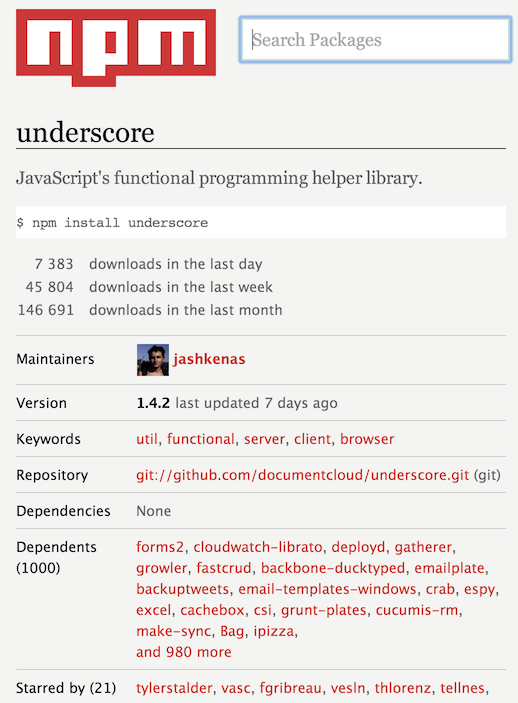 npm
Search Packages
underscore
JavaScript's functional programming helper library.
$ npm install underscore
7 383 downloads in the last day
45 804 downloads in the last week
146 691 downloads in the last month
Maintainers jashkenas
Version 1.4.2 last updated 7 days ago
Keywords util, functional, server, client, browser
Repository git://github.com/documentcloud/underscore.git (git)
Dependencies None
Dependents forms2, cloudwatch-librato, deployd, gatherer,
(1000) growler, fastcrud, backbone-ducktyped, emailplate,
backuptweets, email-templates-windows, crab, espy,
excel, cachebox, csi, grunt-plates, cucumis-rm,
make-sync, Bag, ipizza,
and 980 more
Starred by (21) tylerstalder, vasc, fgribreau, vesln, thlorenz, tellnes,